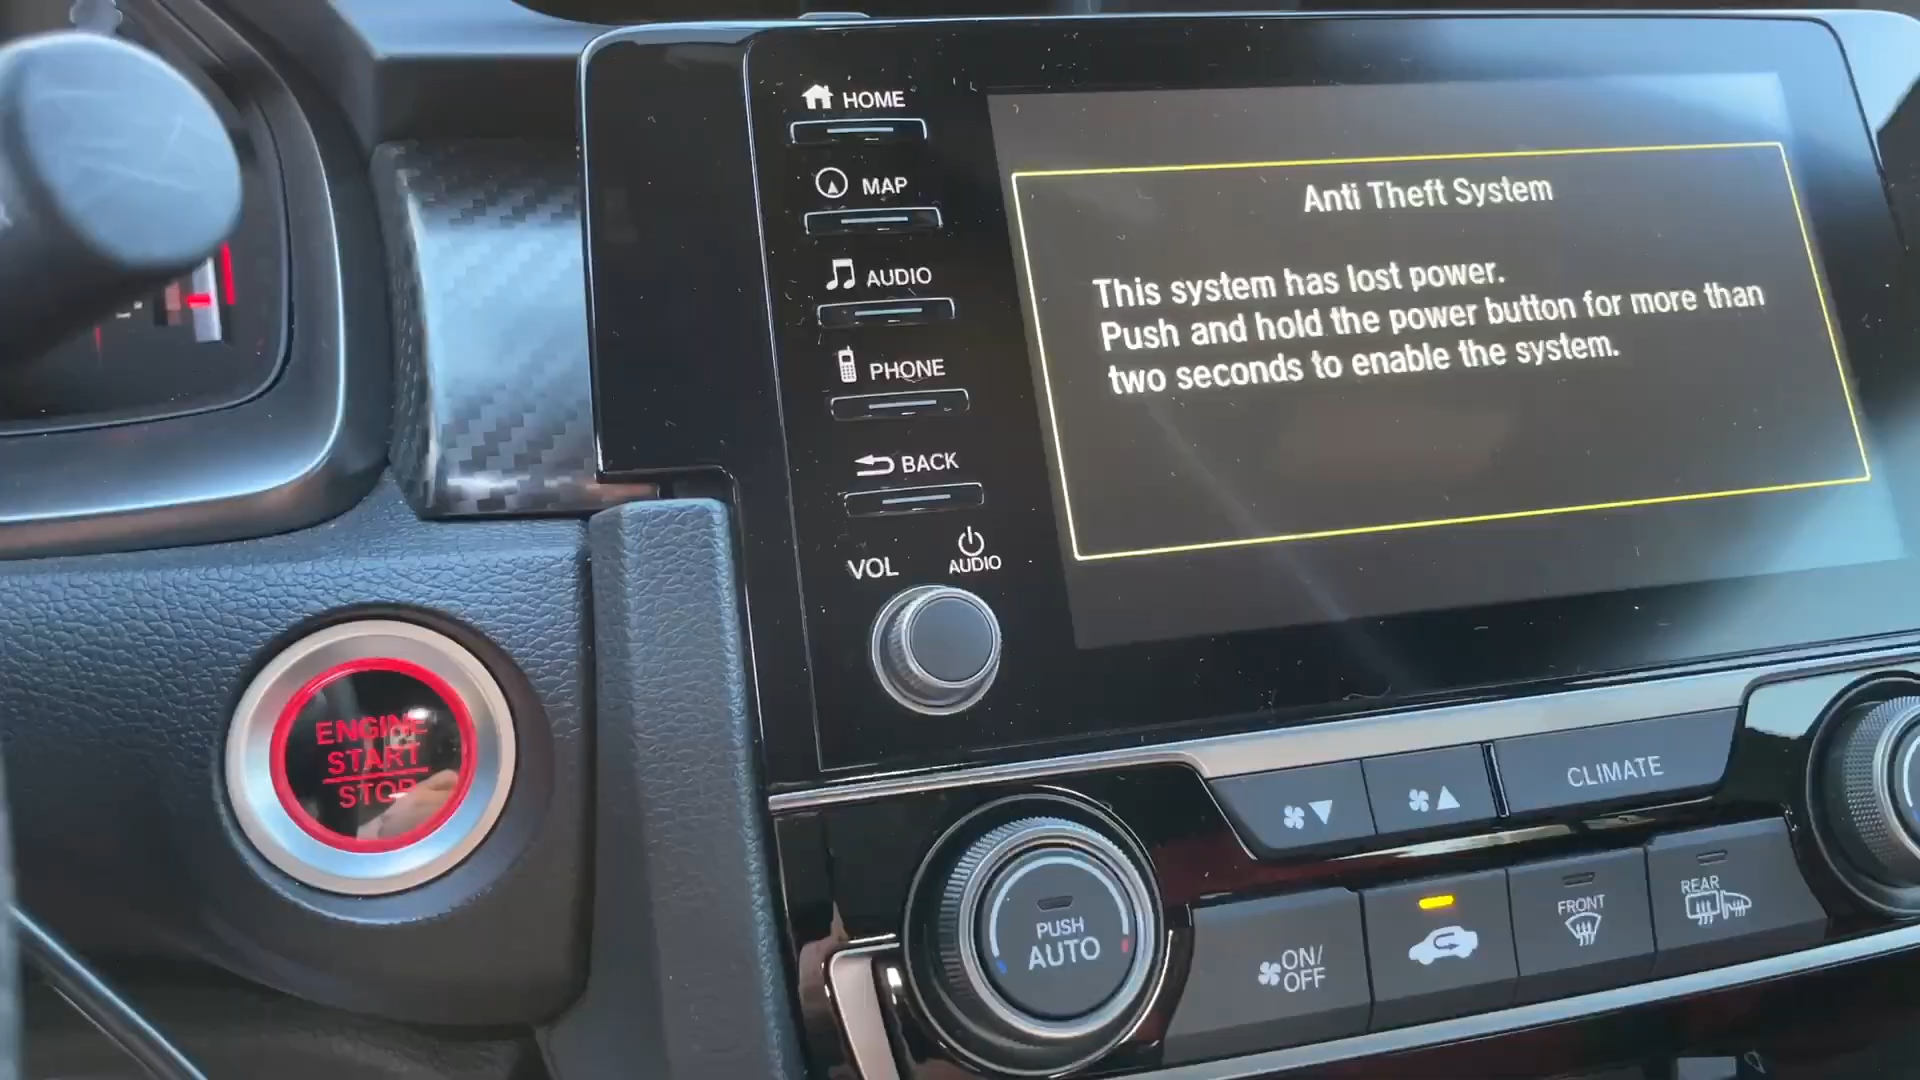 HOME
MAP
AUDIO
PHONE
BACK
VOL
AUDIO
Anti Theft System
This system has lost power.
Push and hold the power button for more than
two seconds to enable the system.
ENGINE
START
STOP
CLIMATE
PUSH
AUTO
ON/
OFF
FRONT
REAR